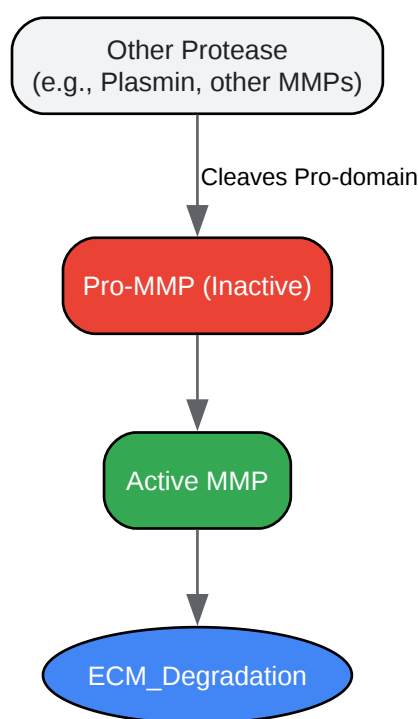 Other Protease
(e.g., Plasmin, other MMPs)
Cleaves Pro-domain
Pro-MMP (Inactive)
Active MMP
ECM_Degradation